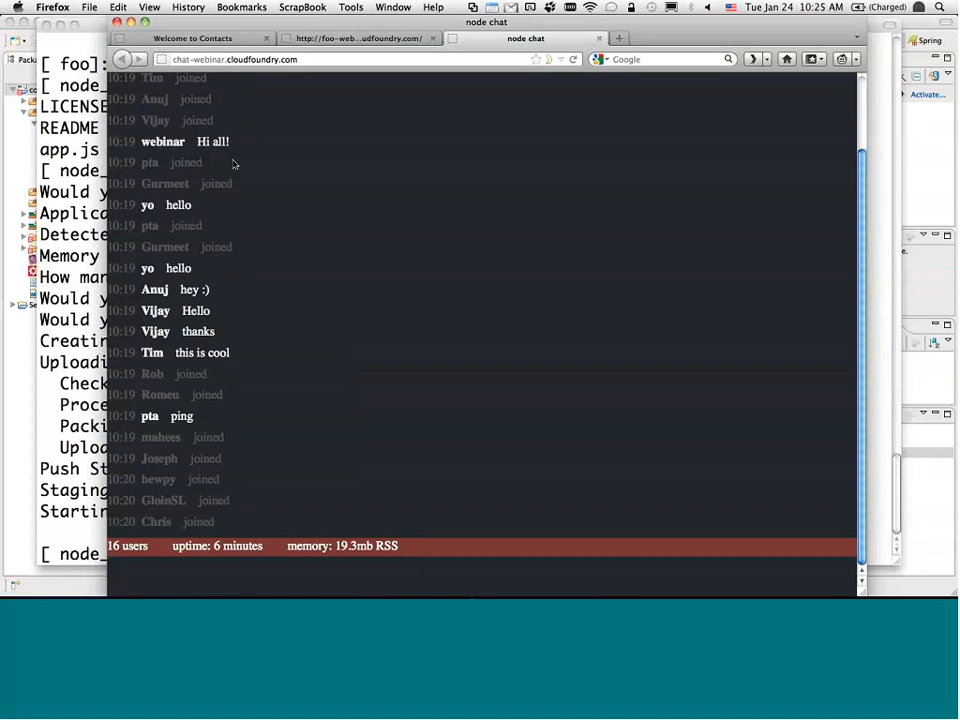 Firefox File Edit View History Bookmarks ScrapBook Tools Window Help Tue Jan 24 10:25 AM (Charged)
node chat
Welcome to Contacts
http://foo-web...udfoundry.com/
node chat
chat-webinar.cloudfoundry.com
Google
Spring
Activate...
[ foo]:
[ node_
LICENSE
README
app.js
[ node_
Would y
Applica
Detecte
Memory
How man
Would y
Would y
Creatin
Uploadi
Check
Proce
Packi
Uploa
Push St
Staging
Startin
[ node_
10:19 Tim joined
10:19 Anuj joined
10:19 Vijay joined
10:19 webinar Hi all!
10:19 pta joined
10:19 Gurmeet joined
10:19 yo hello
10:19 pta joined
10:19 Gurmeet joined
10:19 yo hello
10:19 Anuj hey :)
10:19 Vijay Hello
10:19 Vijay thanks
10:19 Tim this is cool
10:19 Rob joined
10:19 Romeu joined
10:19 pta ping
10:19 mahees joined
10:19 Joseph joined
10:20 hewpy joined
10:20 GloinSL joined
10:20 Chris joined
16 users uptime: 6 minutes memory: 19.3mb RSS